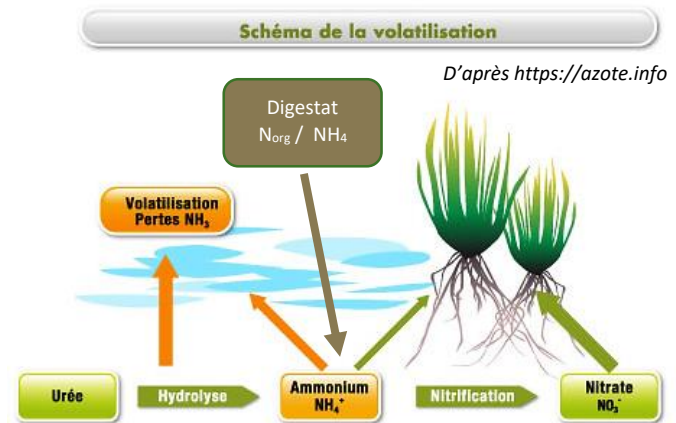 Schéma de la volatilisation
D'après https://azote.info
Digestat
Norg / NH4
Volatilisation
Pertes NH3
Urée
Hydrolyse
Ammonium
NH4+
Nitrification
Nitrate
NO3-